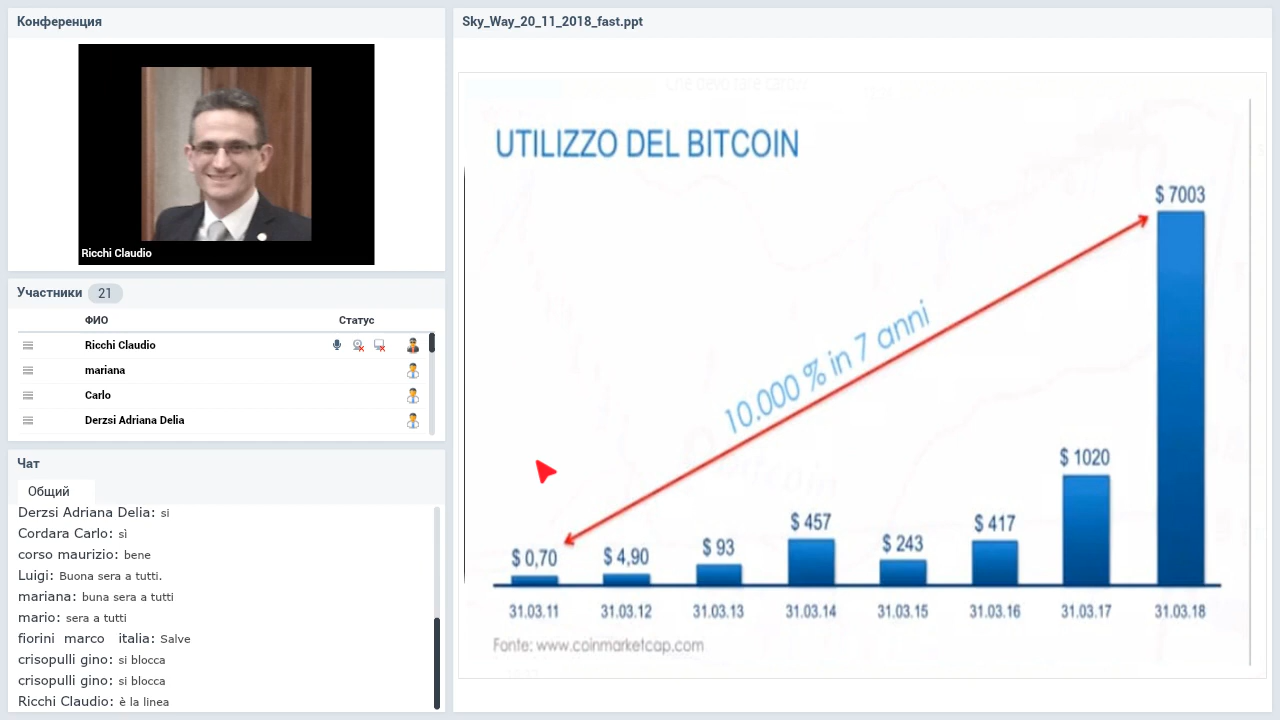 Конференция
Ricchi Claudio
Участники 21
ФИО Статус
Ricchi Claudio
mariana
Carlo
Derzsi Adriana Delia
Чат
Общий
Derzsi Adriana Delia: si
Cordara Carlo: sì
corso maurizio: bene
Luigi: Buona sera a tutti.
mariana: buna sera a tutti
mario: sera a tutti
fiorini marco italia: Salve
crisopulli gino: si blocca
crisopulli gino: si blocca
Ricchi Claudio: è la linea
Sky_Way_20_11_2018_fast.ppt
UTILIZZO DEL BITCOIN
10.000 % in 7 anni
$ 0,70 $ 4,90 $ 93 $ 457 $ 243 $ 417 $ 1020 $ 7003
31.03.11 31.03.12 31.03.13 31.03.14 31.03.15 31.03.16 31.03.17 31.03.18
Fonte: www.coinmarketcap.com